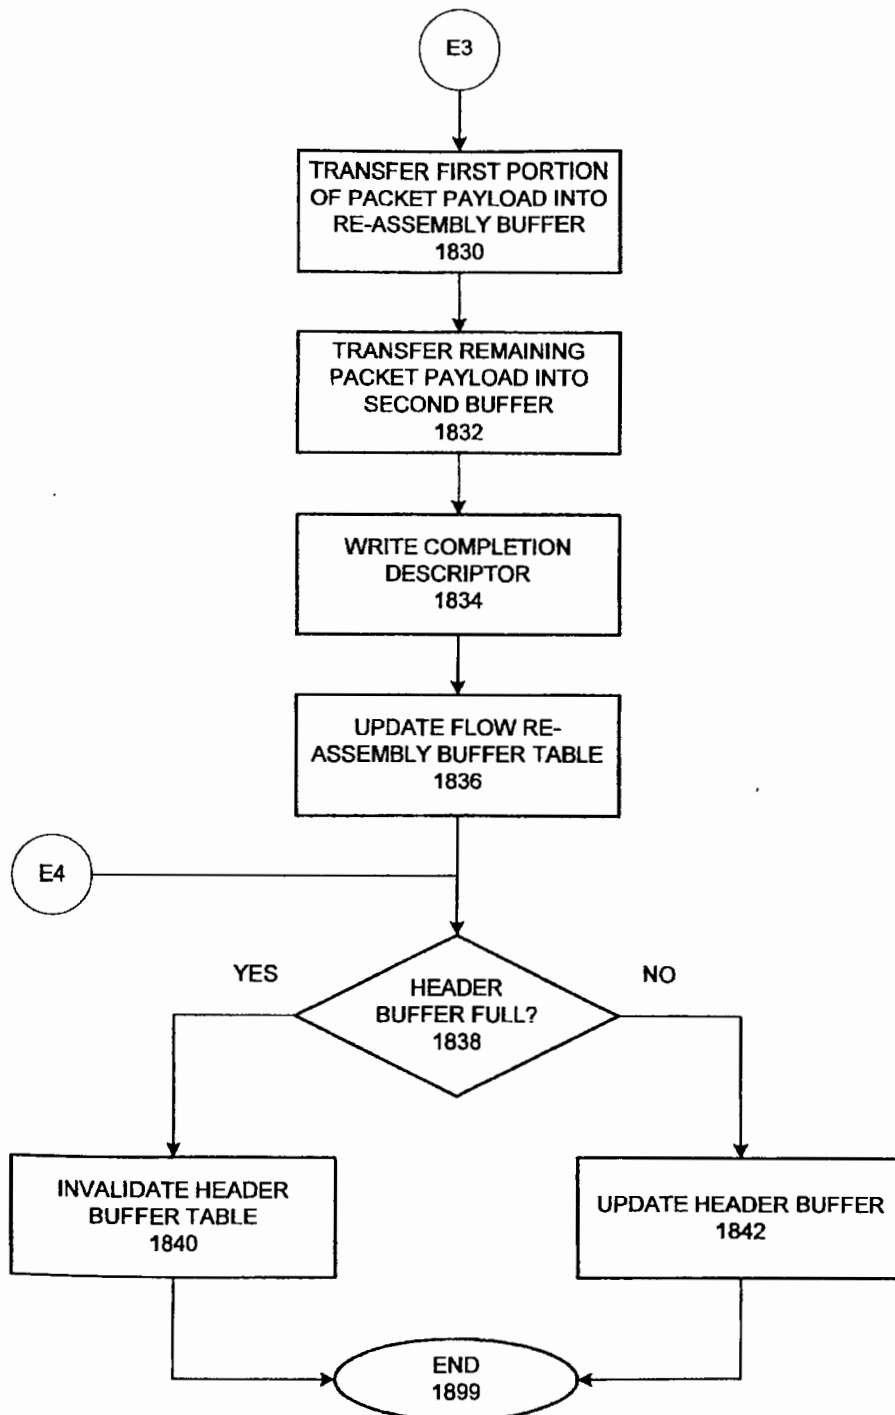 E3
TRANSFER FIRST PORTION
OF PACKET PAYLOAD INTO
RE-ASSEMBLY BUFFER
1830
TRANSFER REMAINING
PACKET PAYLOAD INTO
SECOND BUFFER
1832
WRITE COMPLETION
DESCRIPTOR
1834
UPDATE FLOW RE-
ASSEMBLY BUFFER TABLE
1836
E4
YES
NO
HEADER
BUFFER FULL?
1838
INVALIDATE HEADER
BUFFER TABLE
1840
UPDATE HEADER BUFFER
1842
END
1899